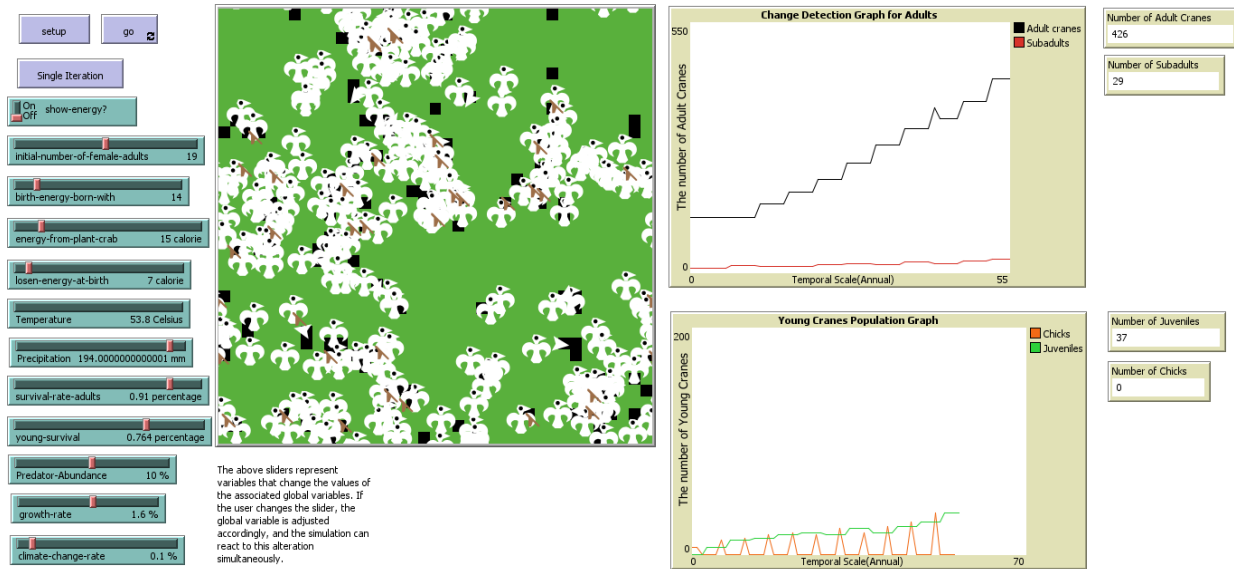 setup
go
Single Iteration
On
Off
show-energy?
initial-number-of-female-adults 19
birth-energy-born-with 14
energy-from-plant-crab 15 calorie
losen-energy-at-birth 7 calorie
Temperature 53.8 Celsius
Precipitation 194.0000000000001 mm
survival-rate-adults 0.91 percentage
young-survival 0.764 percentage
Predator-Abundance 10 %
growth-rate 1.6 %
climate-change-rate 0.1 %
The above sliders represent
variables that change the values of
the associated global variables. If
the user changes the slider, the
global variable is adjusted
accordingly, and the simulation can
react to this alteration
simultaneously.
Change Detection Graph for Adults
550
The number of Adult Cranes
0
0
Temporal Scale(Annual)
55
Adult cranes
Subadults
Number of Adult Cranes
426
Number of Subadults
29
Young Cranes Population Graph
200
The number of Young Cranes
0
0
Temporal Scale(Annual)
70
Chicks
Juveniles
Number of Juveniles
37
Number of Chicks
0